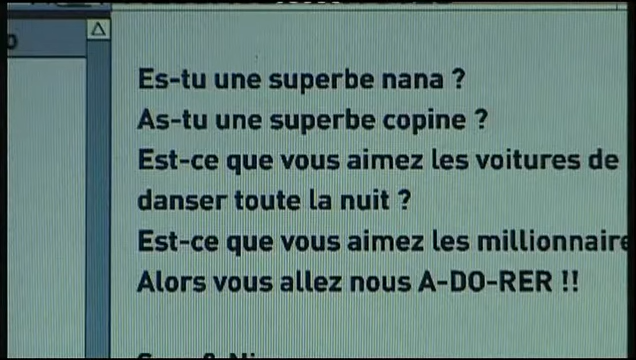 Es-tu une superbe nana ?
As-tu une superbe copine ?
Est-ce que vous aimez les voitures de
danser toute la nuit ?
Est-ce que vous aimez les millionnaire
Alors vous allez nous A-DO-RER !!